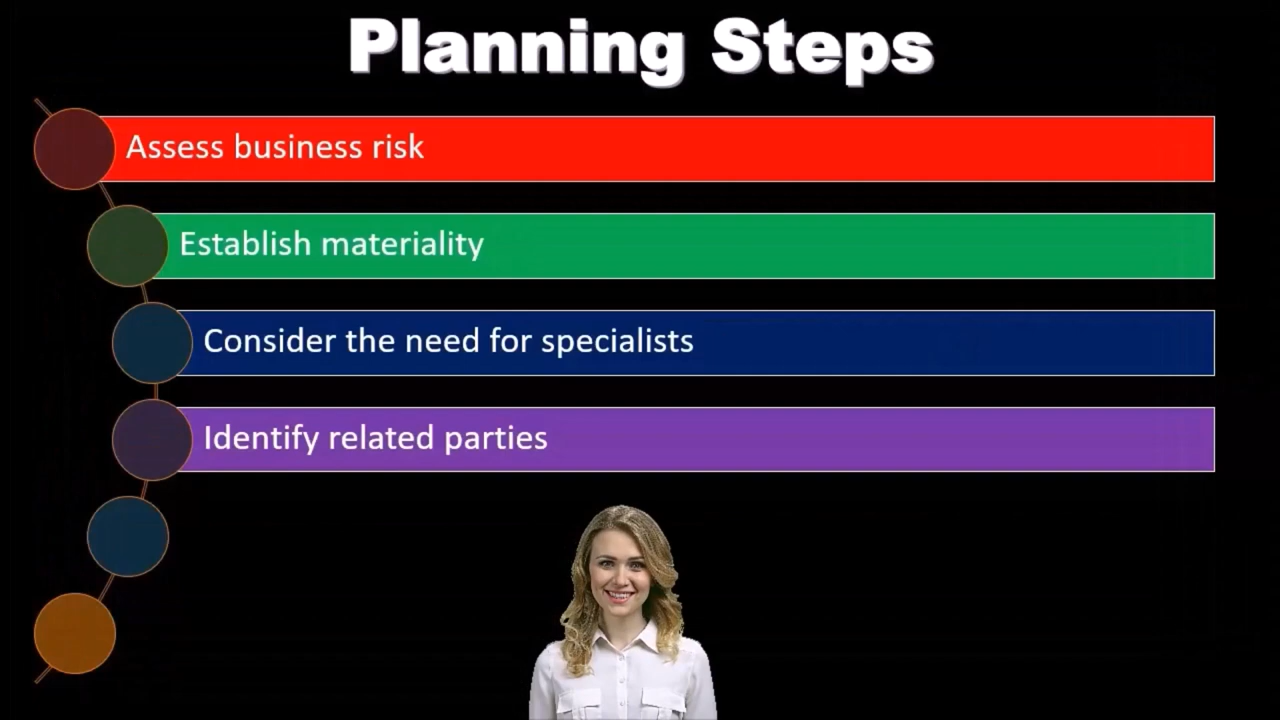 Planning Steps
Assess business risk
Establish materiality
Consider the need for specialists
Identify related parties